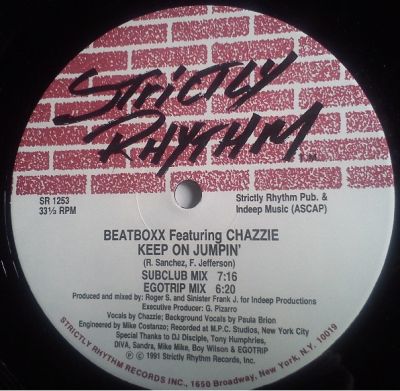 STRICTLY
RHYTHM
SR 1253
33⅓ RPM
Strictly Rhythm Pub. &
Indeep Music (ASCAP)
BEATBOXX Featuring CHAZZIE
KEEP ON JUMPIN'
(R. Sanchez, F. Jefferson)
SUBCLUB MIX 7:16
EGOTRIP MIX 6:20
Produced and mixed by: Roger S. and Sinister Frank J. for Indeep Productions
Executive Producer: G. Pizarro
Vocals by Chazzie; Background Vocals by Paula Brion
Engineered by Mike Costanzo; Recorded at M.P.C. Studios, New York City
Special Thanks to DJ Disciple, Tony Humphries,
DIVA, Sandra, Mike Mike, Boy Wilson & EGOTRIP
℗ © 1991 Strictly Rhythm Records, Inc.
STRICTLY RHYTHM RECORDS INC., 1650 Broadway, New York, N.Y. 10019